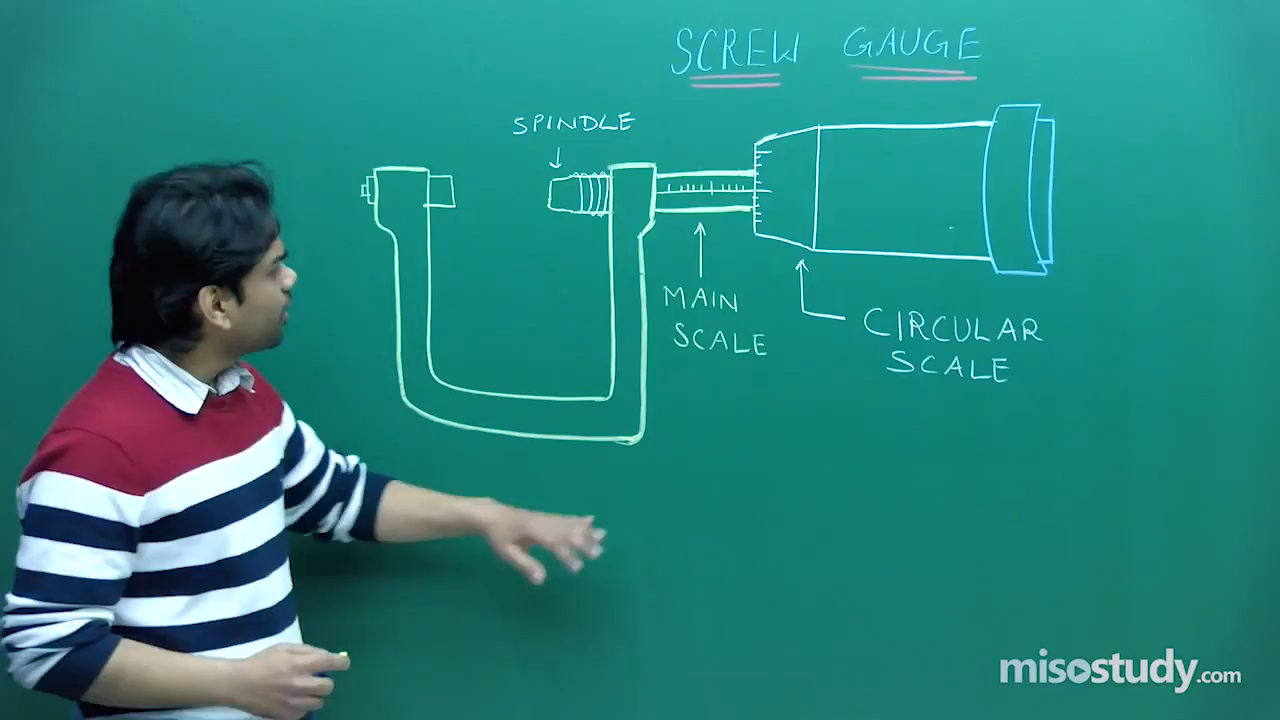 SCREW GAUGE
SPINDLE
MAIN
SCALE
CIRCULAR
SCALE
misostudy.com